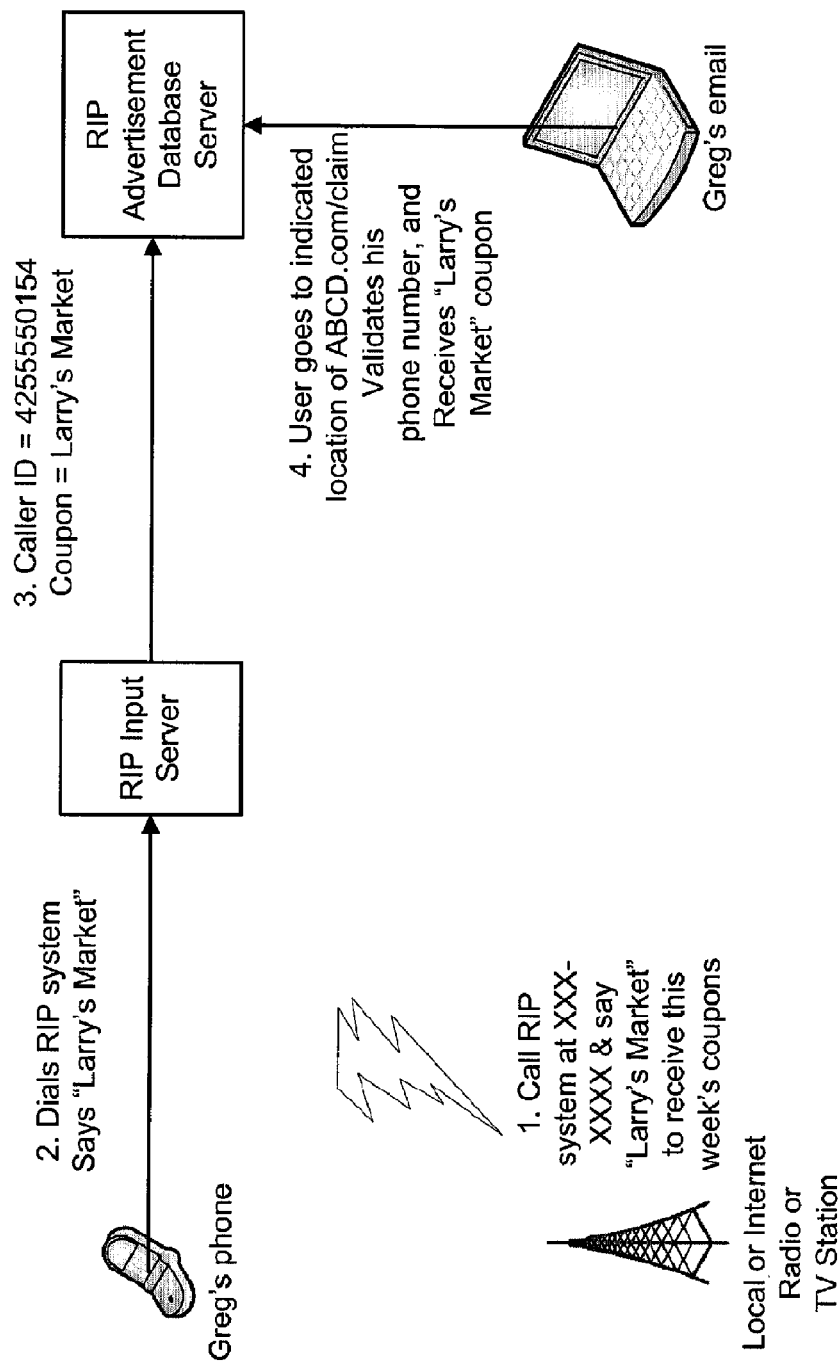 2. Dials RIP system
Says "Larry's Market"
Greg's phone
RIP Input
Server
3. Caller ID = 4255550154
Coupon = Larry's Market
RIP
Advertisement
Database
Server
1. Call RIP
system at XXX-
XXXX & say
"Larry's Market"
to receive this
week's coupons
Local or Internet
Radio or
TV Station
4. User goes to indicated
location of ABCD.com/claim
Validates his
phone number, and
Receives "Larry's
Market" coupon
Greg's email